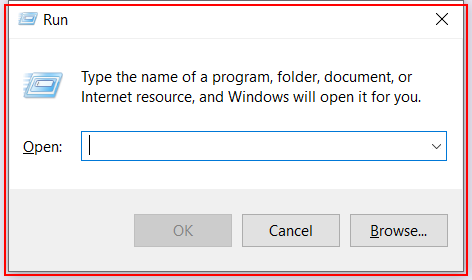 Run
Type the name of a program, folder, document, or
Internet resource, and Windows will open it for you.
Open:
OK
Cancel
Browse...